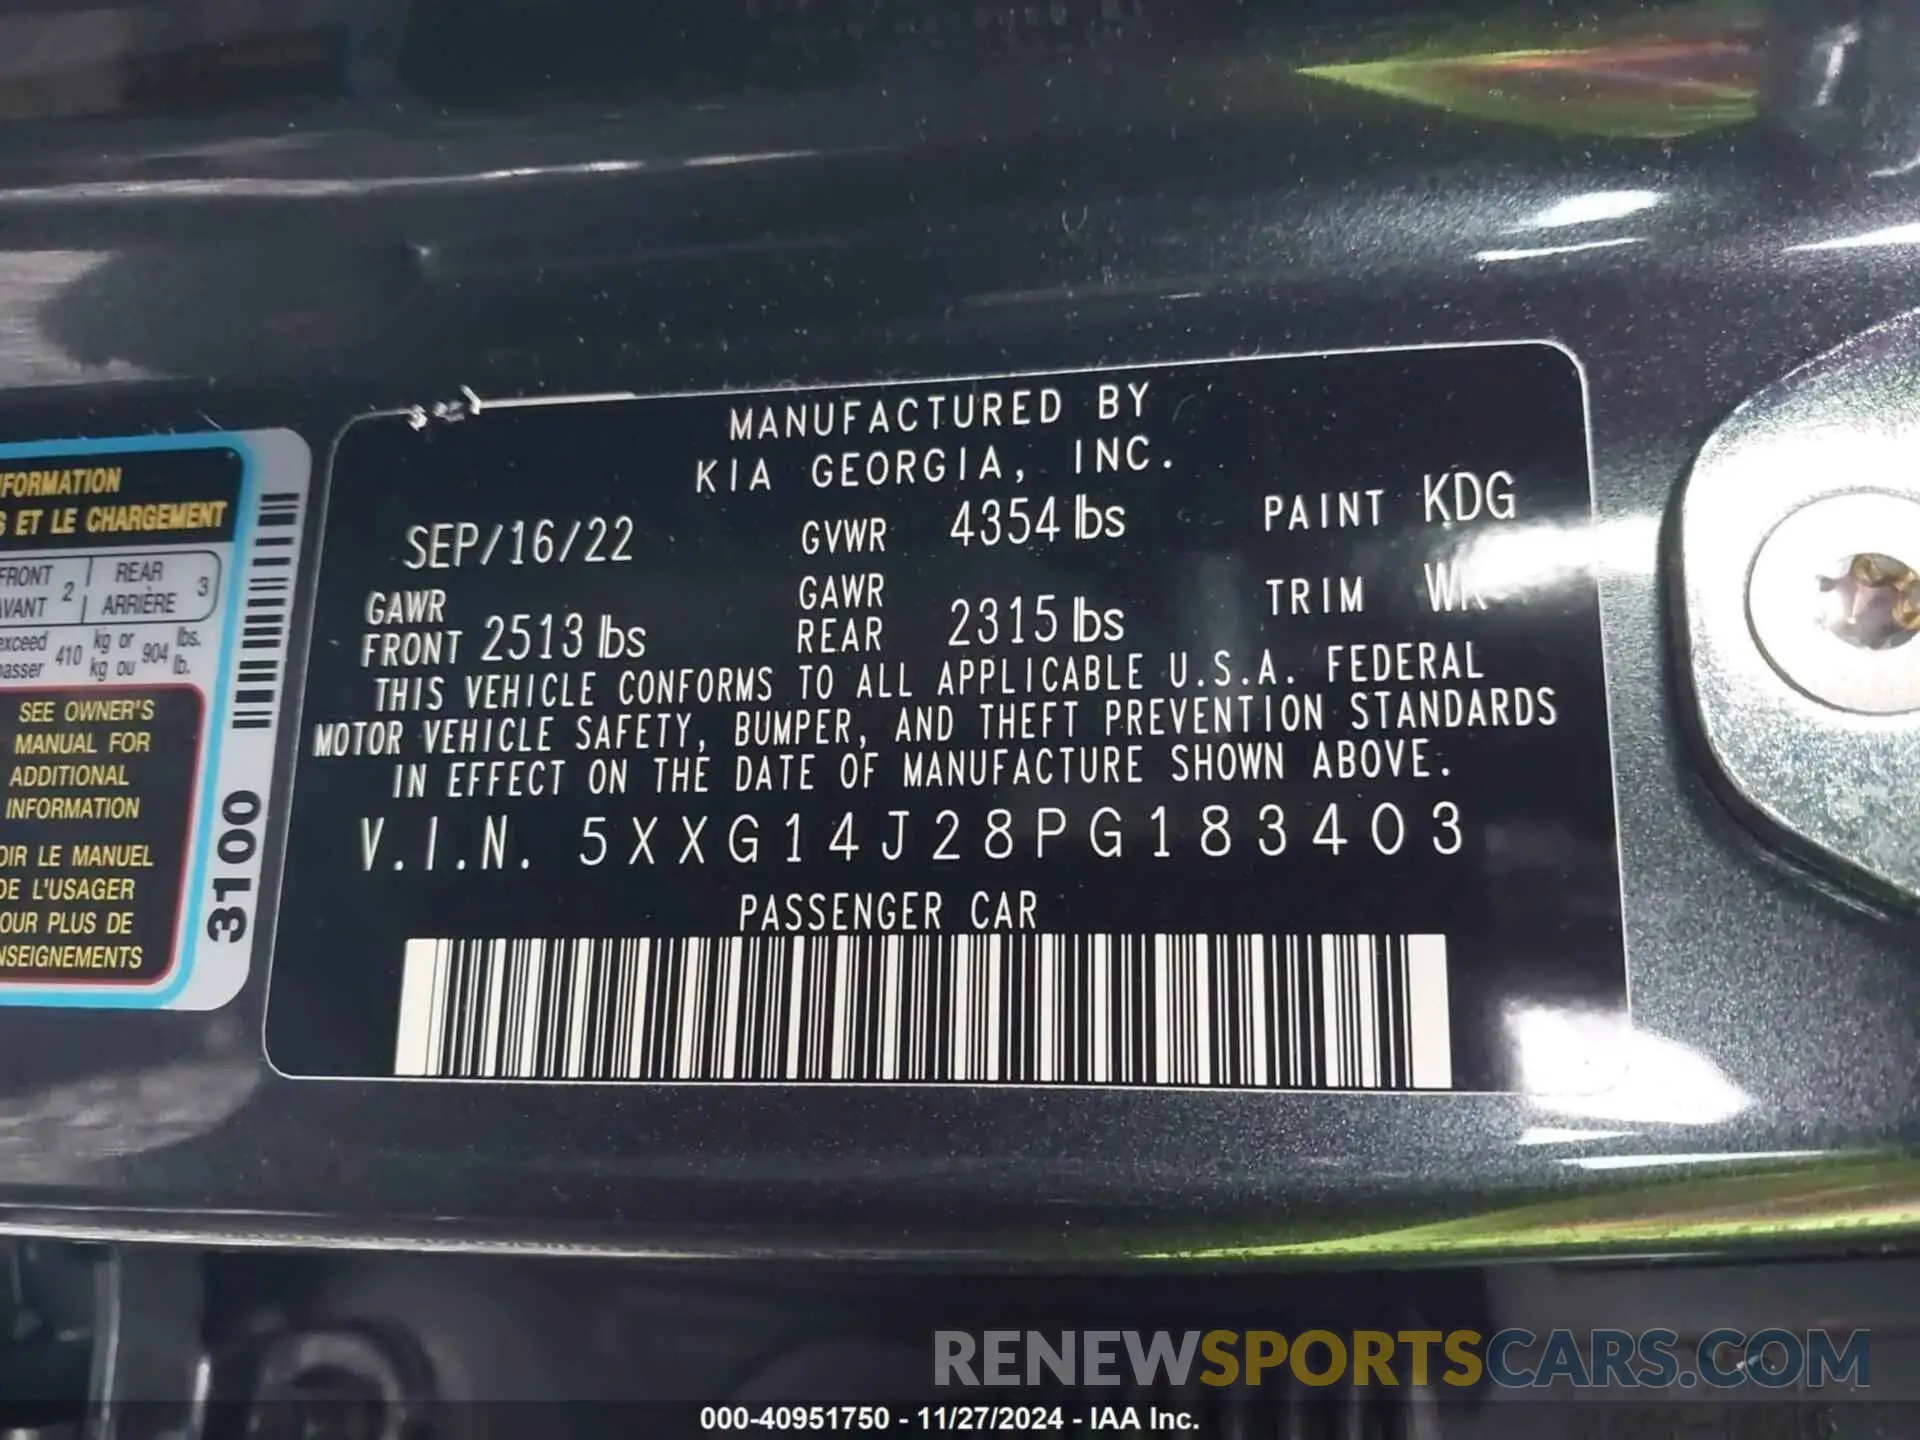 MANUFACTURED BY
KIA GEORGIA, INC.
SEP/16/22 GVWR 4354 lbs PAINT KDG
GAWR FRONT 2513 lbs GAWR REAR 2315 lbs TRIM
THIS VEHICLE CONFORMS TO ALL APPLICABLE U.S.A. FEDERAL
MOTOR VEHICLE SAFETY, BUMPER, AND THEFT PREVENTION STANDARDS
IN EFFECT ON THE DATE OF MANUFACTURE SHOWN ABOVE.
V.I.N. 5XXG14J28PG183403
PASSENGER CAR
NFORMATION
S ET LE CHARGEMENT
FRONT 2 REAR 3
AVANT ARRIÈRE
exceed 410 kg or 904 lbs.
passer kg ou lb.
SEE OWNER'S
MANUAL FOR
ADDITIONAL
INFORMATION
OIR LE MANUEL
DE L'USAGER
OUR PLUS DE
NSEIGNEMENTS
3100
RENEWSPORTSCARS.COM
000-40951750 - 11/27/2024 - IAA Inc.